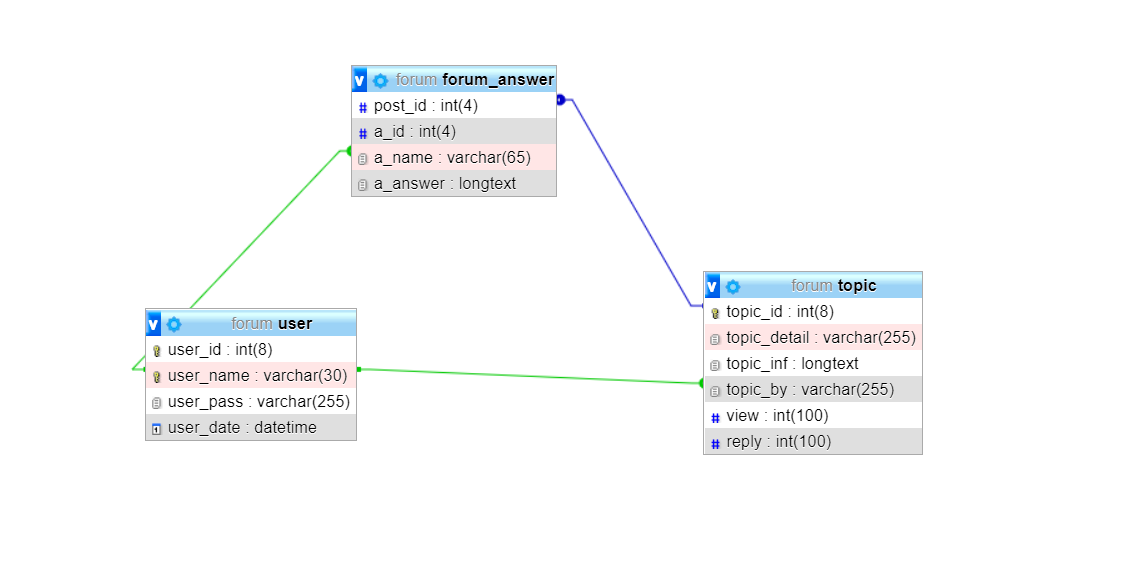 forum forum_answer
post_id : int(4)
a_id : int(4)
a_name : varchar(65)
a_answer : longtext
forum user
user_id : int(8)
user_name : varchar(30)
user_pass : varchar(255)
user_date : datetime
forum topic
topic_id : int(8)
topic_detail : varchar(255)
topic_inf : longtext
topic_by : varchar(255)
view : int(100)
reply : int(100)